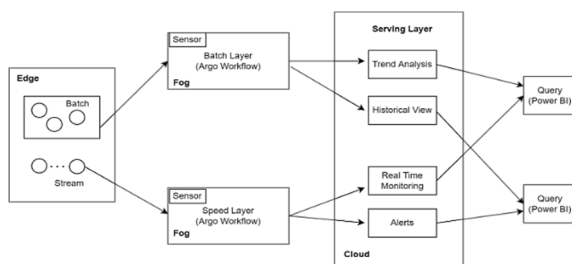 Edge
Batch
Stream
Sensor
Batch Layer
(Argo Workflow)
Fog
Sensor
Speed Layer
(Argo Workflow)
Fog
Serving Layer
Trend Analysis
Historical View
Real Time
Monitoring
Alerts
Cloud
Query
(Power BI)
Query
(Power BI)